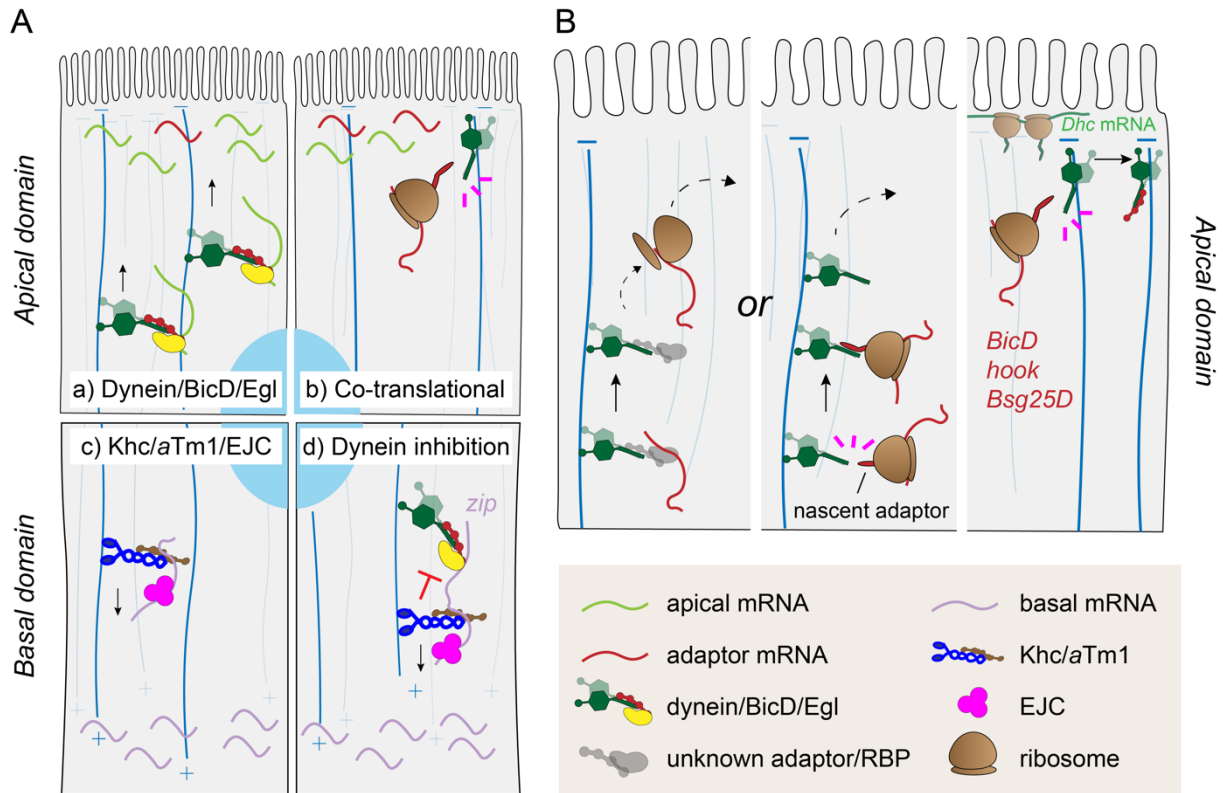 A
Apical domain
a) Dynein/BicD/Egl
b) Co-translational
Basal domain
c) Khc/aTm1/EJC
d) Dynein inhibition
zip
B
or
nascent adaptor
Dhc mRNA
BicD
hook
Bsg25D
Apical domain
apical mRNA
adaptor mRNA
dynein/BicD/Egl
unknown adaptor/RBP
basal mRNA
Khc/aTm1
EJC
ribosome